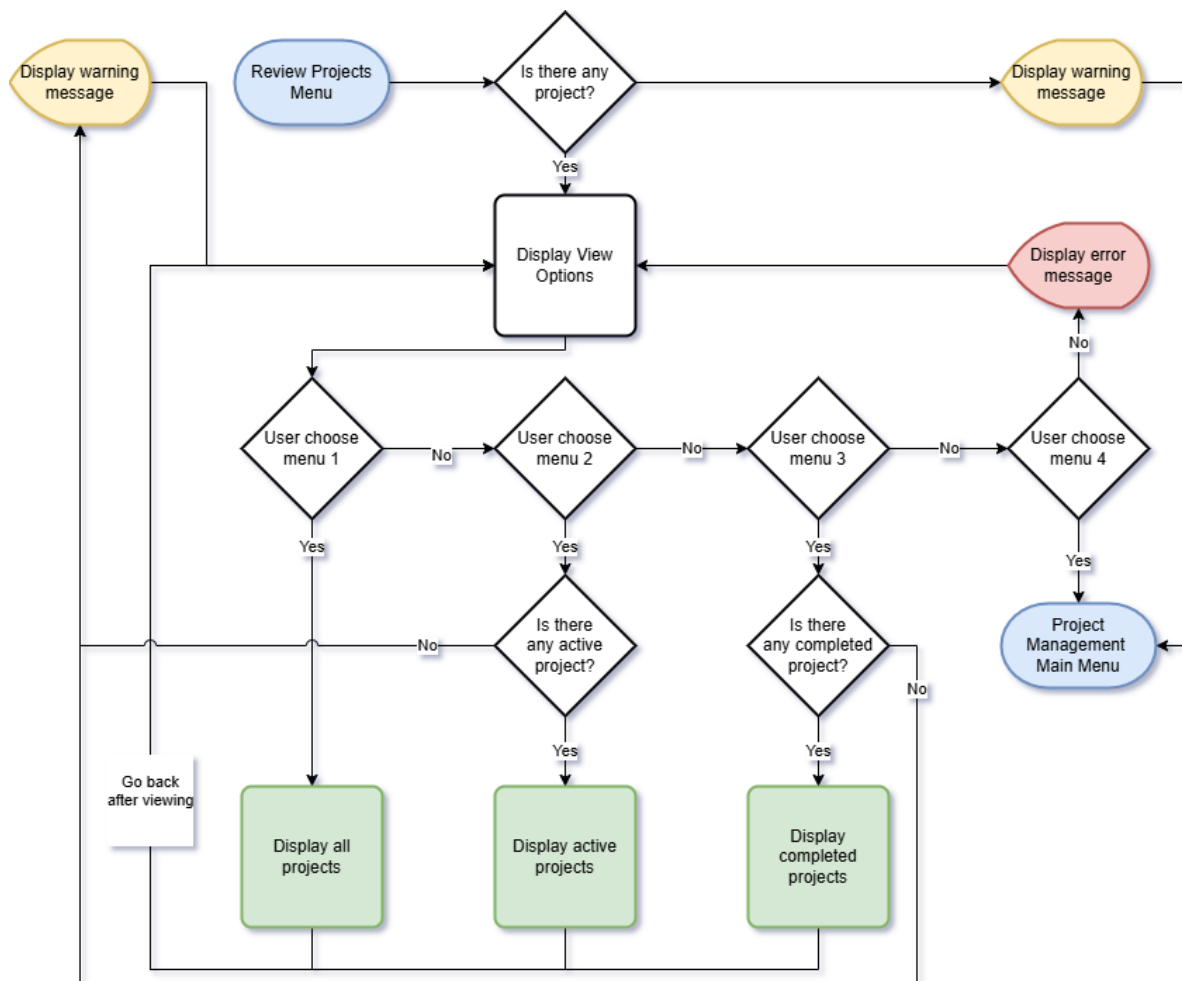 Display warning
message
Review Projects
Menu
Is there any
project?
Display warning
message
Yes
Display View
Options
Display error
message
No
User choose
menu 1
No
User choose
menu 2
No
User choose
menu 3
No
User choose
menu 4
Yes
Yes
Yes
Yes
No
Is there
any active
project?
Is there
any completed
project?
No
Project
Management
Main Menu
Yes
Yes
Go back
after viewing
Display all
projects
Display active
projects
Display
completed
projects